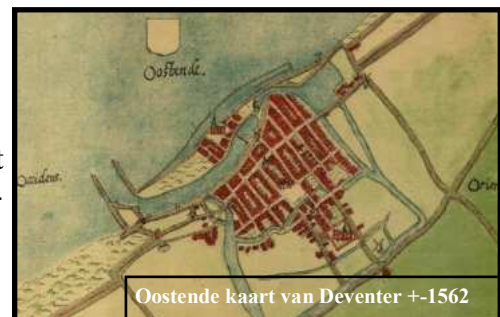 Oostende.
t
.
Oostende kaart van Deventer +-1562